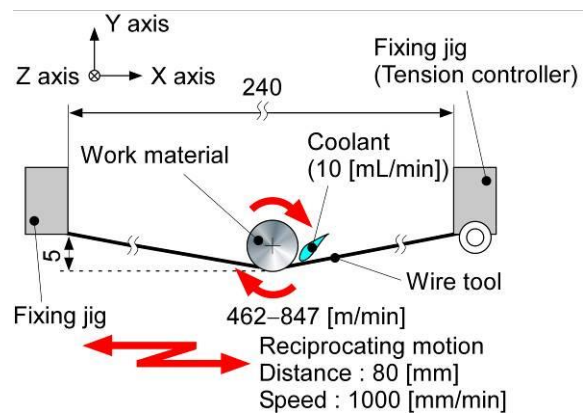 Y axis
Z axis
X axis
Fixing jig
(Tension controller)
240
Coolant
(10 [mL/min])
Work material
5
Wire tool
Fixing jig
462–847 [m/min]
Reciprocating motion
Distance : 80 [mm]
Speed : 1000 [mm/min]